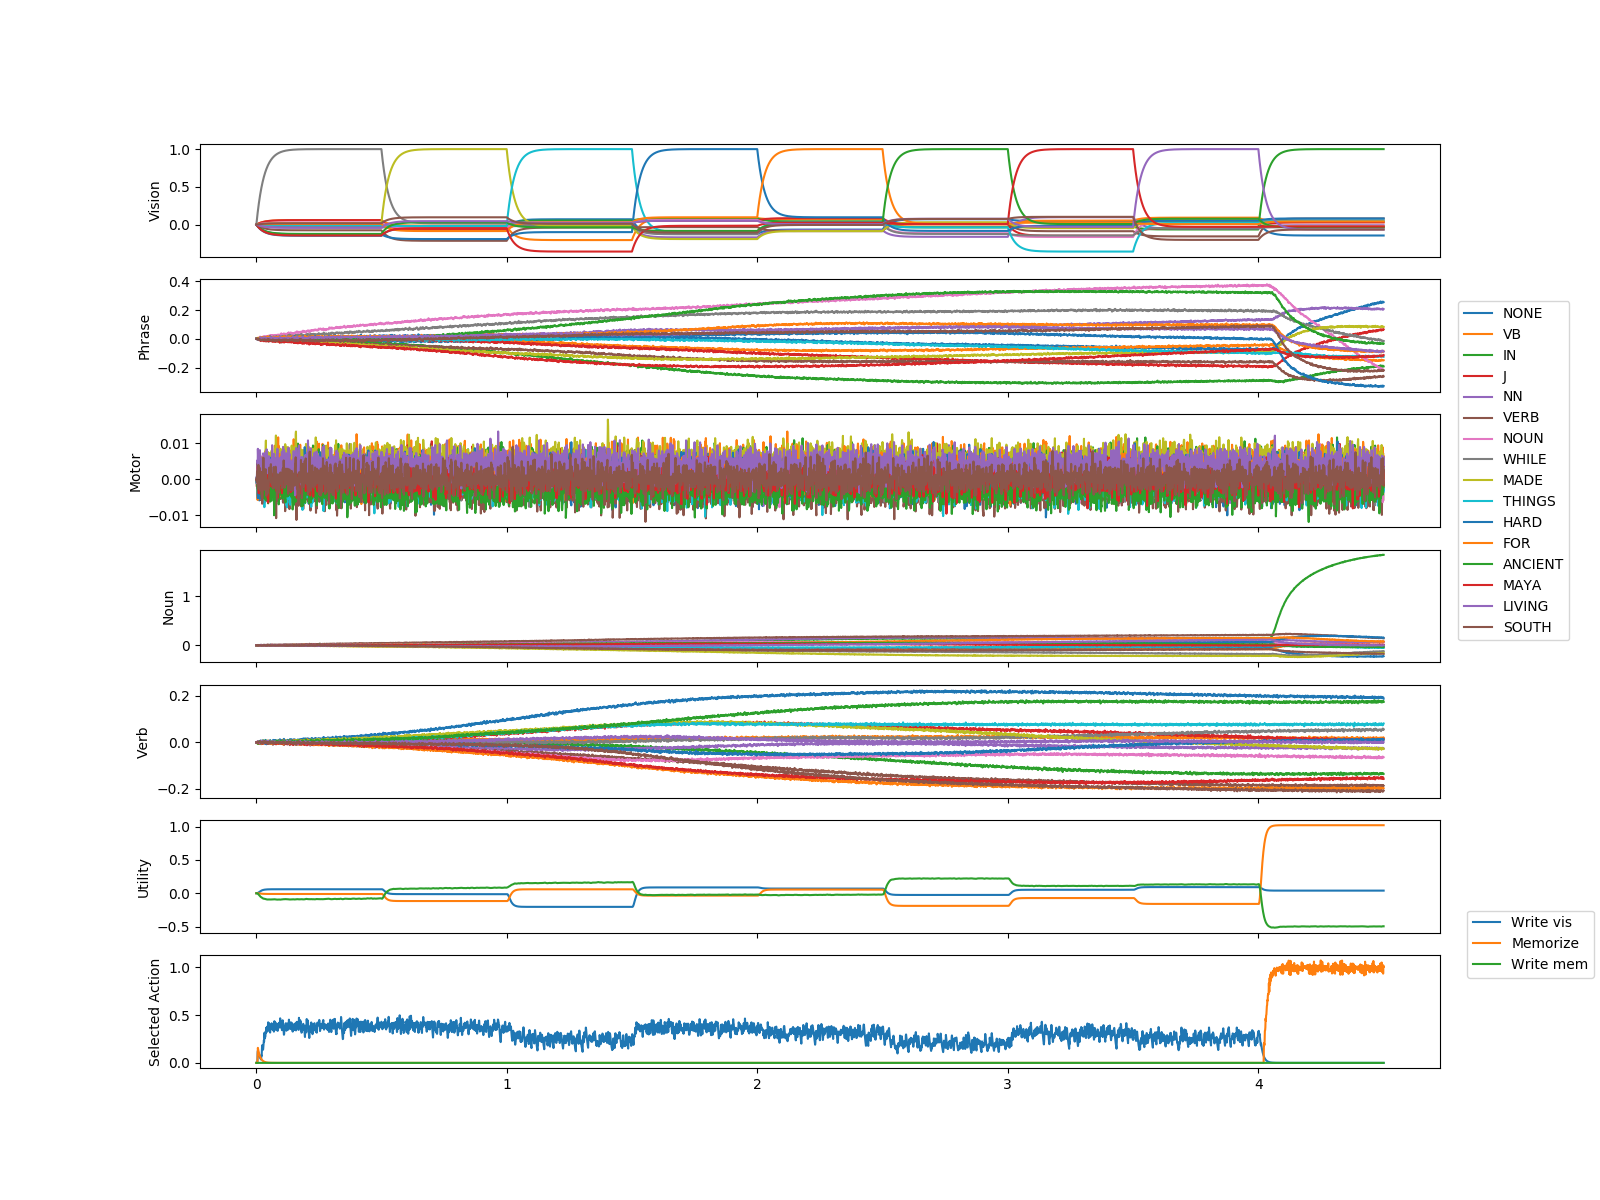 Vision
1.0
0.5
0.0
Phrase
0.4
0.2
0.0
−0.2
Motor
0.01
0.00
−0.01
Noun
1
0
Verb
0.2
0.0
−0.2
Utility
1.0
0.5
0.0
−0.5
Selected Action
1.0
0.5
0.0
0 1 2 3 4
NONE
VB
IN
J
NN
VERB
NOUN
WHILE
MADE
THINGS
HARD
FOR
ANCIENT
MAYA
LIVING
SOUTH
Write vis
Memorize
Write mem